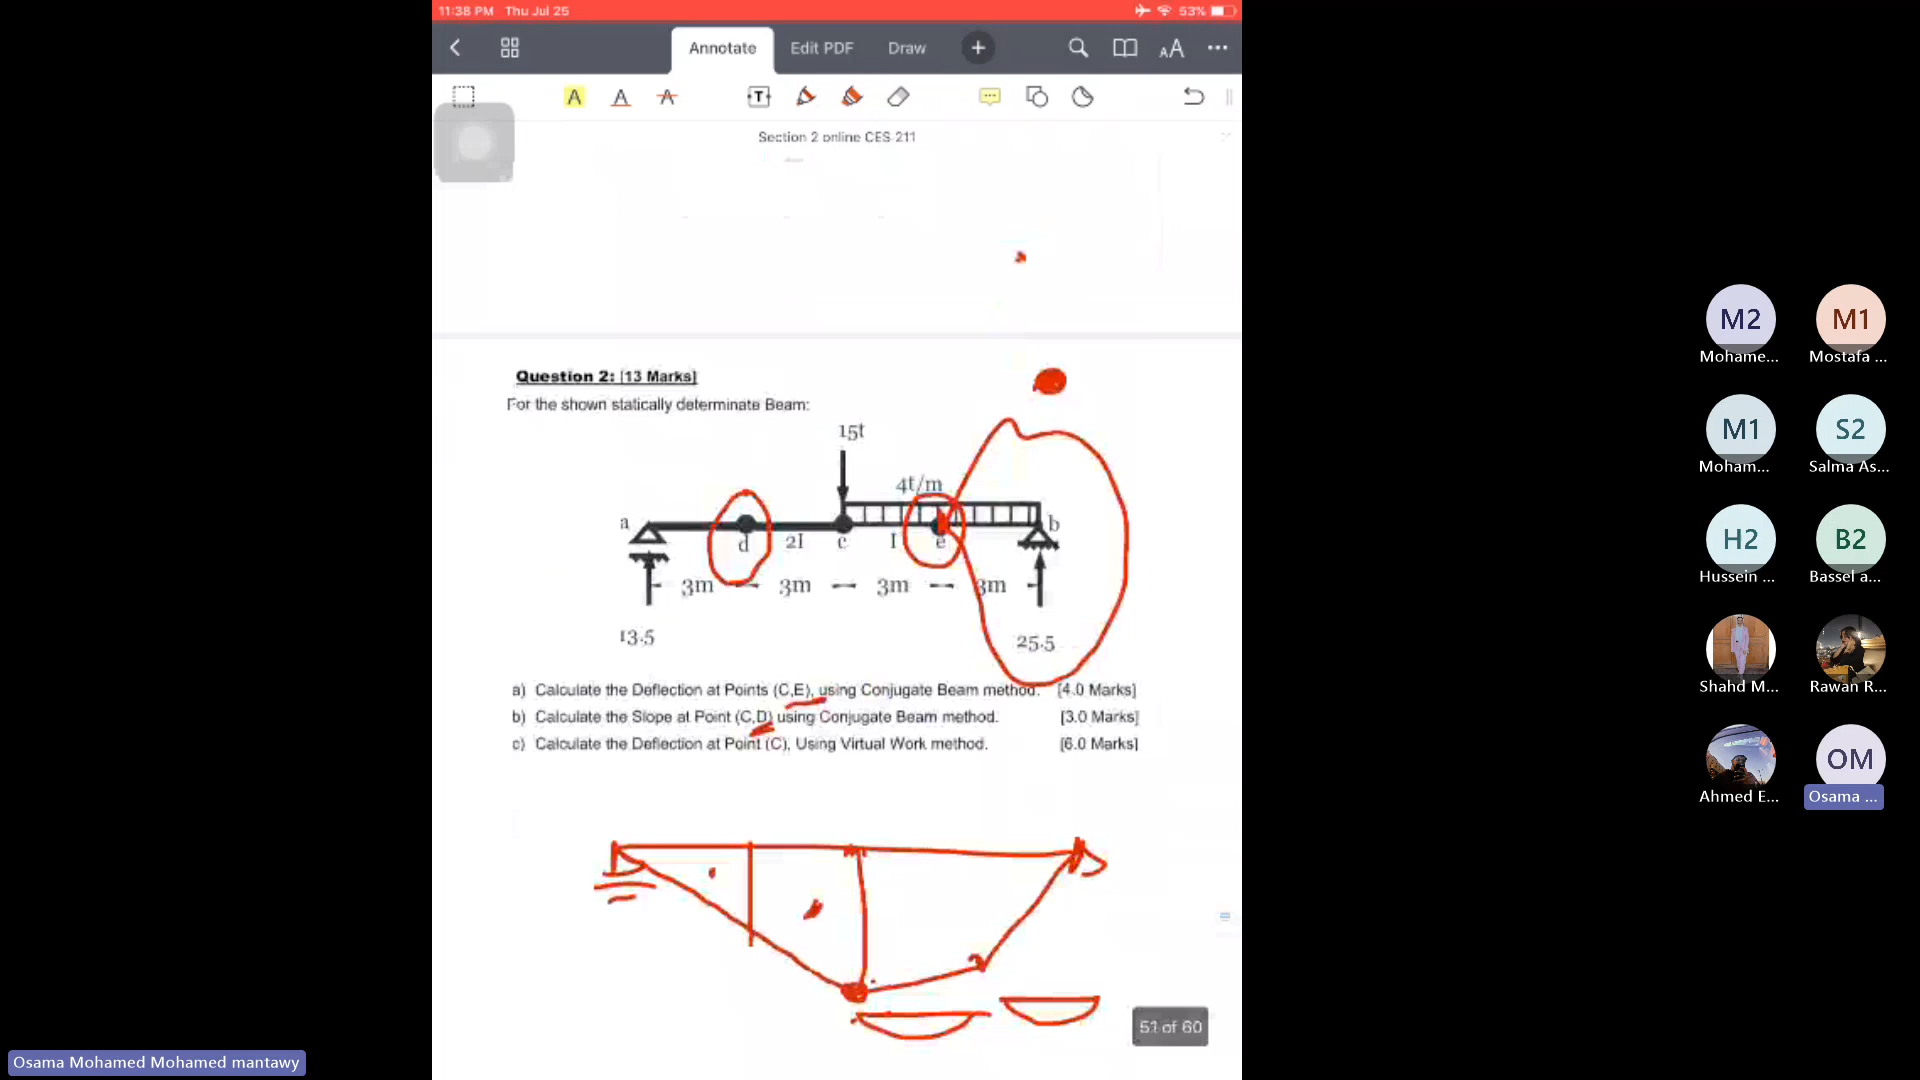 11:38 PM Thu Jul 25
53%
Annotate Edit PDF Draw
AA
A A A T
Section 2 online CES-211
Question 2: [13 Marks]
For the shown statically determinate Beam:
15t
4t/m
a b
d 2I c I e
3m 3m 3m 3m
13.5 25.5
a) Calculate the Deflection at Points (C,E), using Conjugate Beam method. [4.0 Marks]
b) Calculate the Slope at Point (C,D) using Conjugate Beam method. [3.0 Marks]
c) Calculate the Deflection at Point (C), Using Virtual Work method. [6.0 Marks]
51 of 60
M2 M1
Mohame... Mostafa ...
M1 S2
Moham... Salma As...
H2 B2
Hussein ... Bassel a...
Shahd M... Rawan R...
OM
Ahmed E... Osama ...
Osama Mohamed Mohamed mantawy